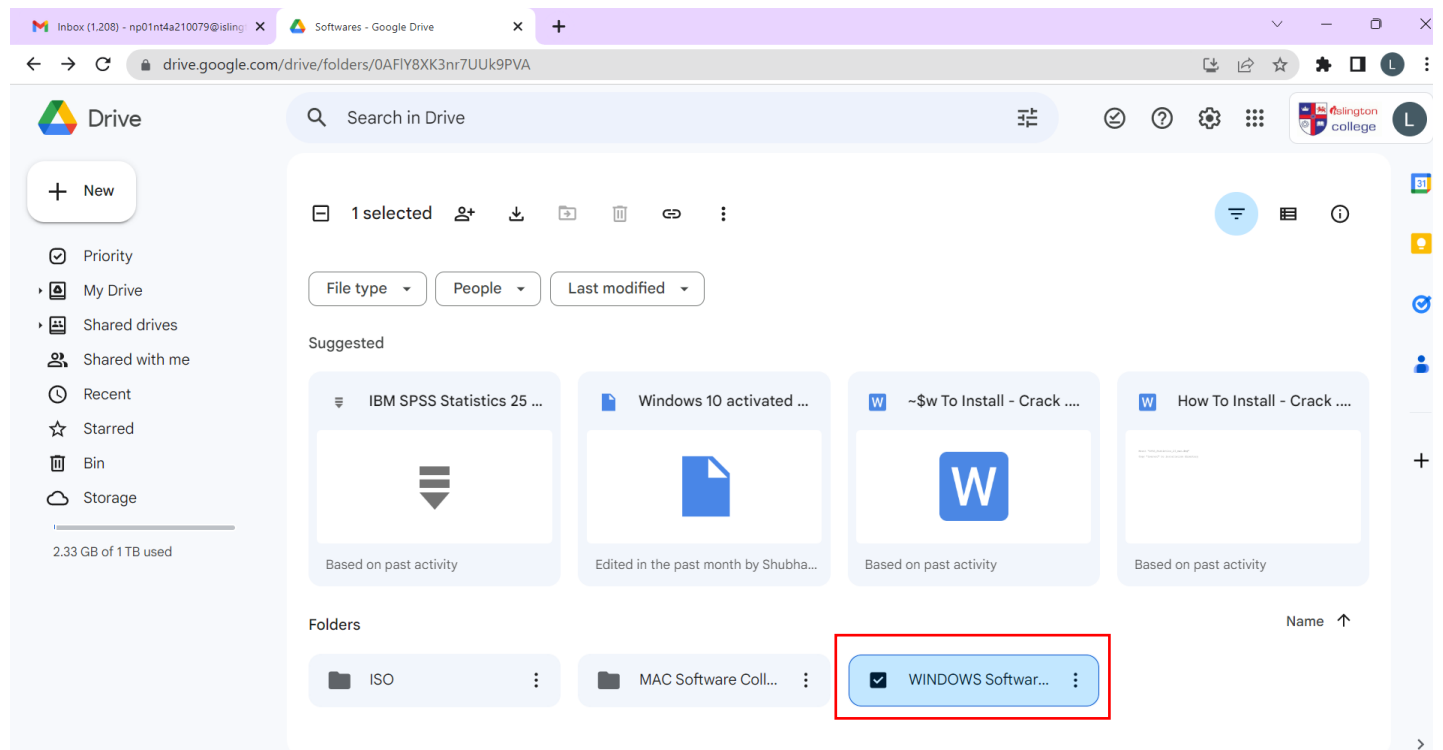 Inbox (1,208) - np01nt4a210079@isling
Softwares - Google Drive
drive.google.com/drive/folders/0AFlY8XK3nr7UUk9PVA
L
Drive
Search in Drive
islington
college
L
New
31
1 selected
Priority
My Drive
Shared drives
Shared with me
Recent
Starred
Bin
Storage
2.33 GB of 1 TB used
File type
People
Last modified
Suggested
IBM SPSS Statistics 25 ...
Windows 10 activated ...
W
~$w To Install - Crack ....
W
How To Install - Crack ....
W
Based on past activity
Edited in the past month by Shubha...
Based on past activity
Based on past activity
Folders
Name
ISO
MAC Software Coll...
WINDOWS Softwar...